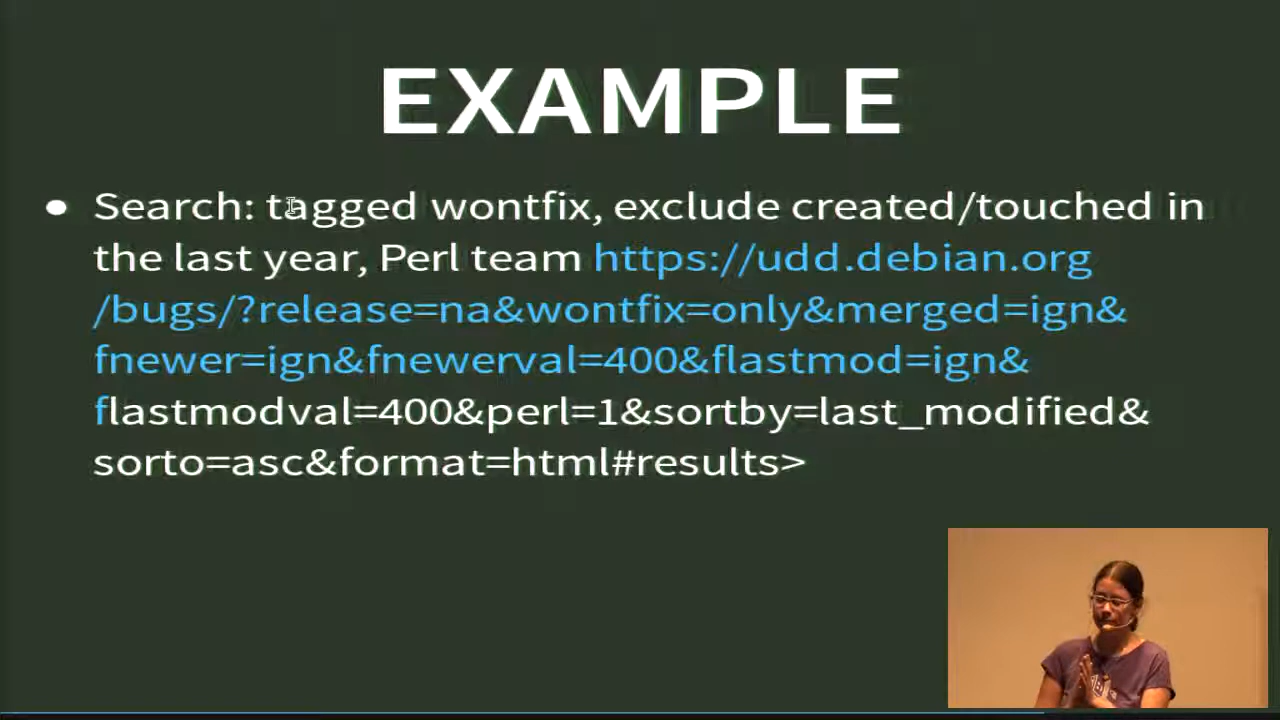 EXAMPLE
• Search: tagged wontfix, exclude created/touched in
the last year, Perl team https://udd.debian.org
/bugs/?release=na&wontfix=only&merged=ign&
fnewer=ign&fnewerval=400&flastmod=ign&
flastmodval=400&perl=1&sortby=last_modified&
sorto=asc&format=html#results>